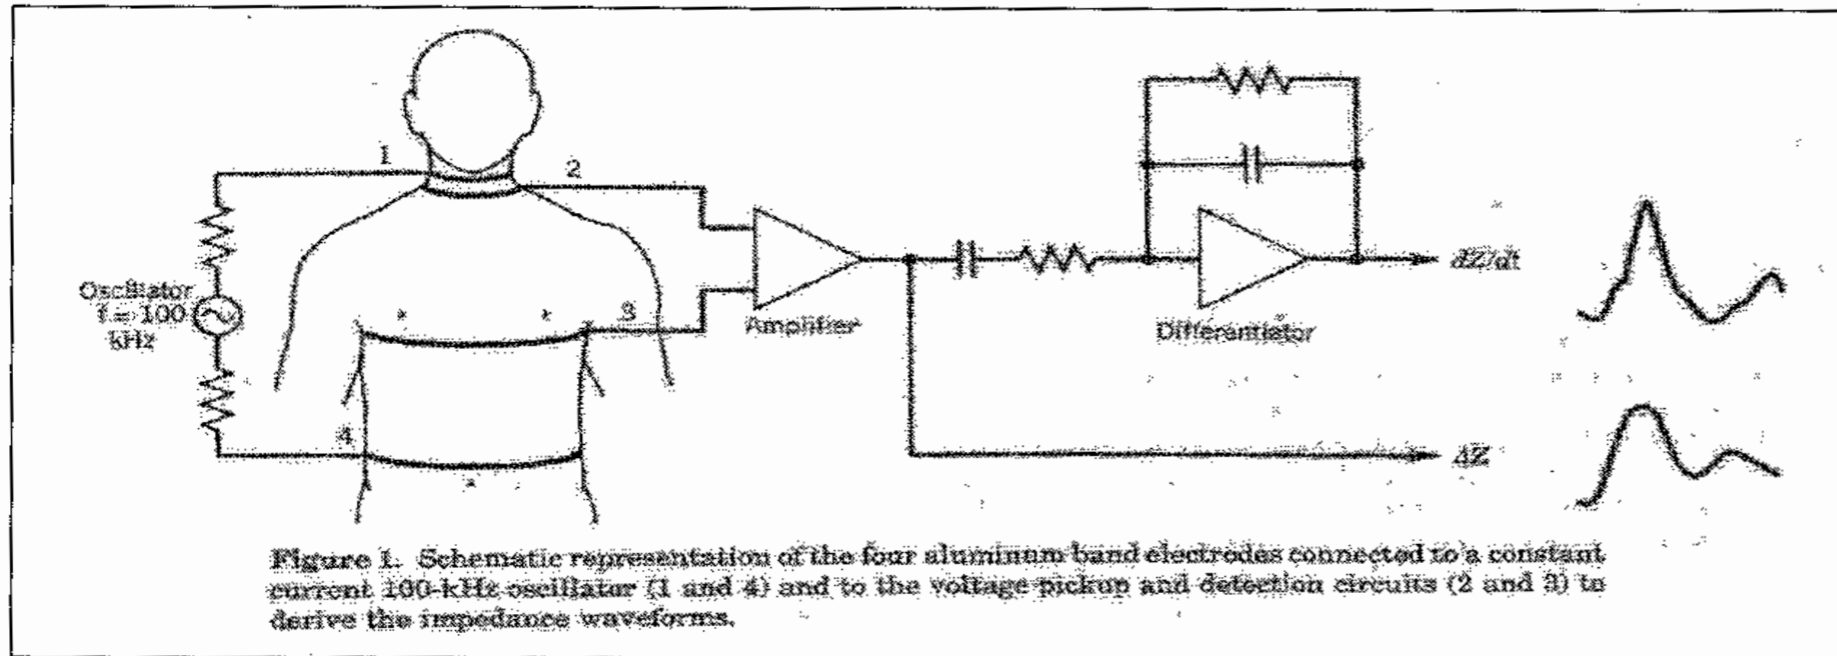 1
2
Oscillator
f = 100
kHz
3
4
Amplifier
Differentiator
dZ/dt
ΔZ
Figure 1. Schematic representation of the four aluminum band electrodes connected to a constant
current 100-kHz oscillator (1 and 4) and to the voltage pickup and detection circuits (2 and 3) to
derive the impedance waveforms.